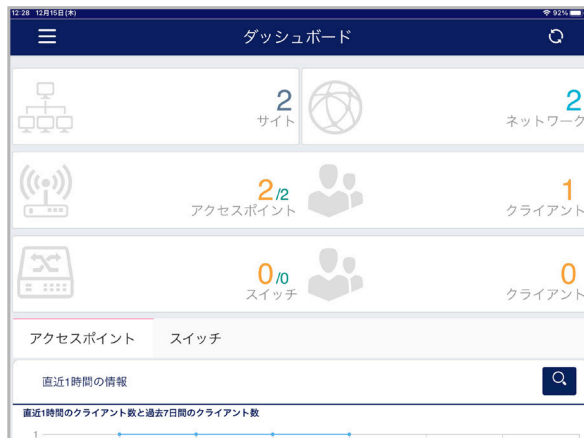 12:28 12月15日(木) 92%
ダッシュボード
2
サイト
2
ネットワーク
2/2
アクセスポイント
1
クライアント
0/0
スイッチ
0
クライアント
アクセスポイント スイッチ
直近1時間の情報
直近1時間のクライアント数と過去7日間のクライアント数
1